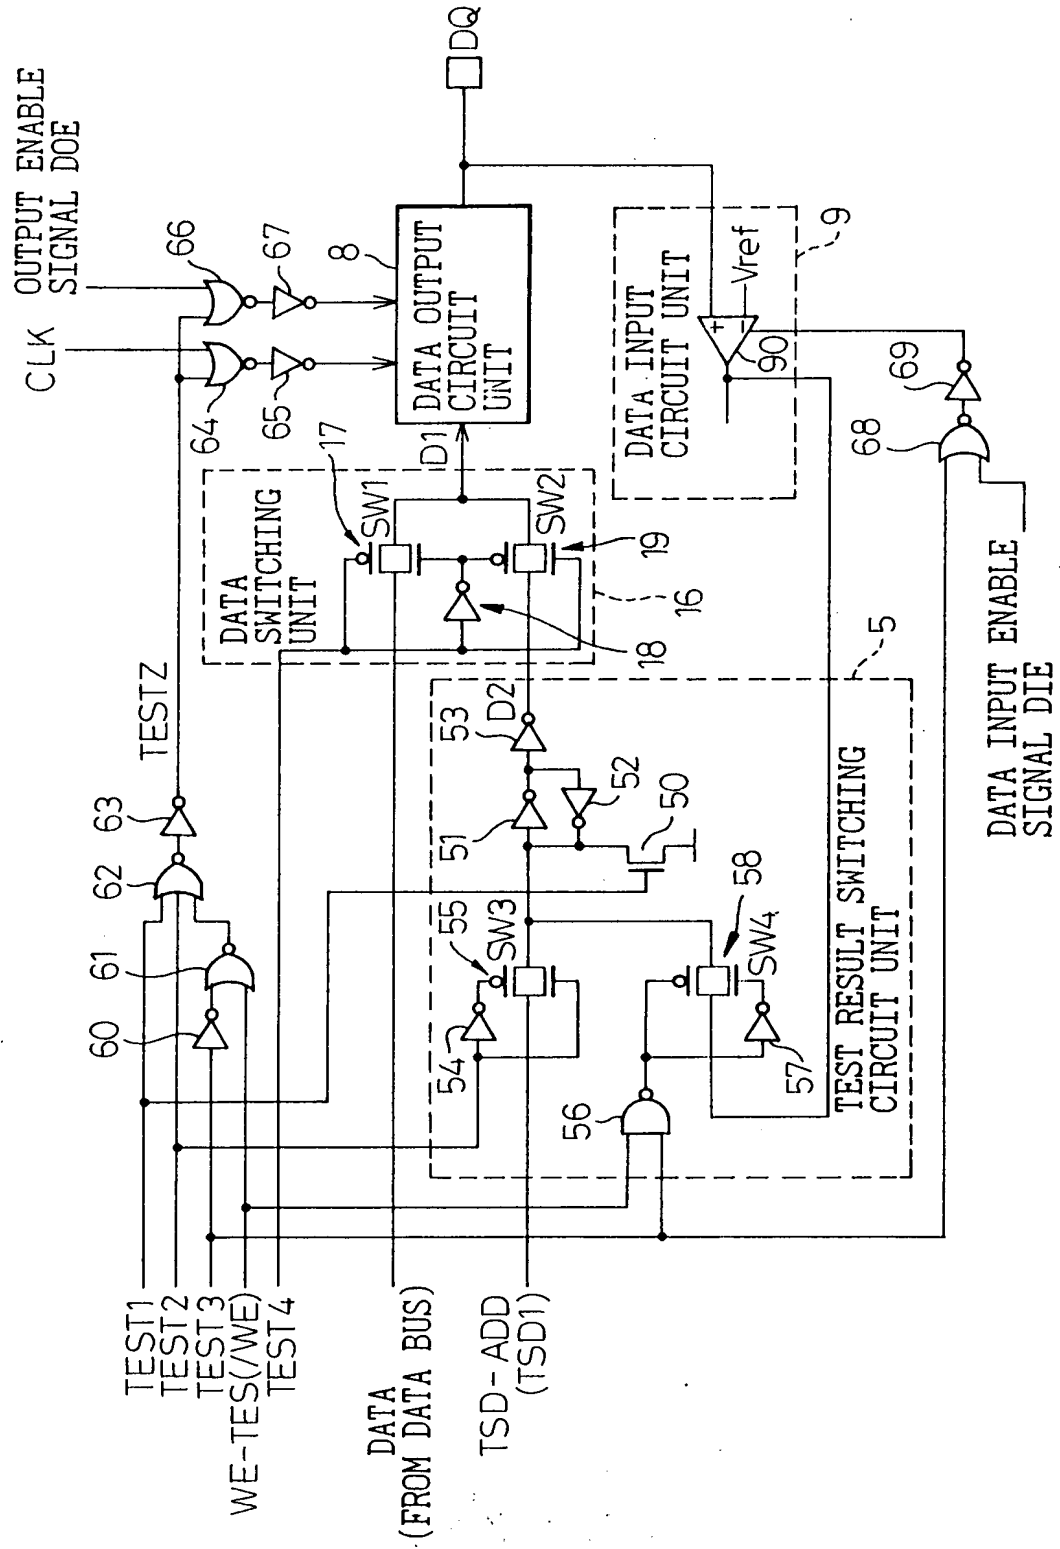 TEST1
TEST2
TEST3
WE-TES(/WE)
TEST4
DATA
(FROM DATA BUS)
TSD-ADD
(TSD1)
60
61
62
63
TESTZ
CLK
OUTPUT ENABLE
SIGNAL DOE
64
65
66
67
DATA
SWITCHING
UNIT
17
SW1
18
SW2
19
16
D1
DATA OUTPUT
CIRCUIT
UNIT
8
DQ
54
55
SW3
51
53
D2
52
50
56
57
58
SW4
TEST RESULT SWITCHING
CIRCUIT UNIT
5
DATA INPUT
CIRCUIT UNIT
+
−
Vref
90
9
68
69
DATA INPUT ENABLE
SIGNAL DIE